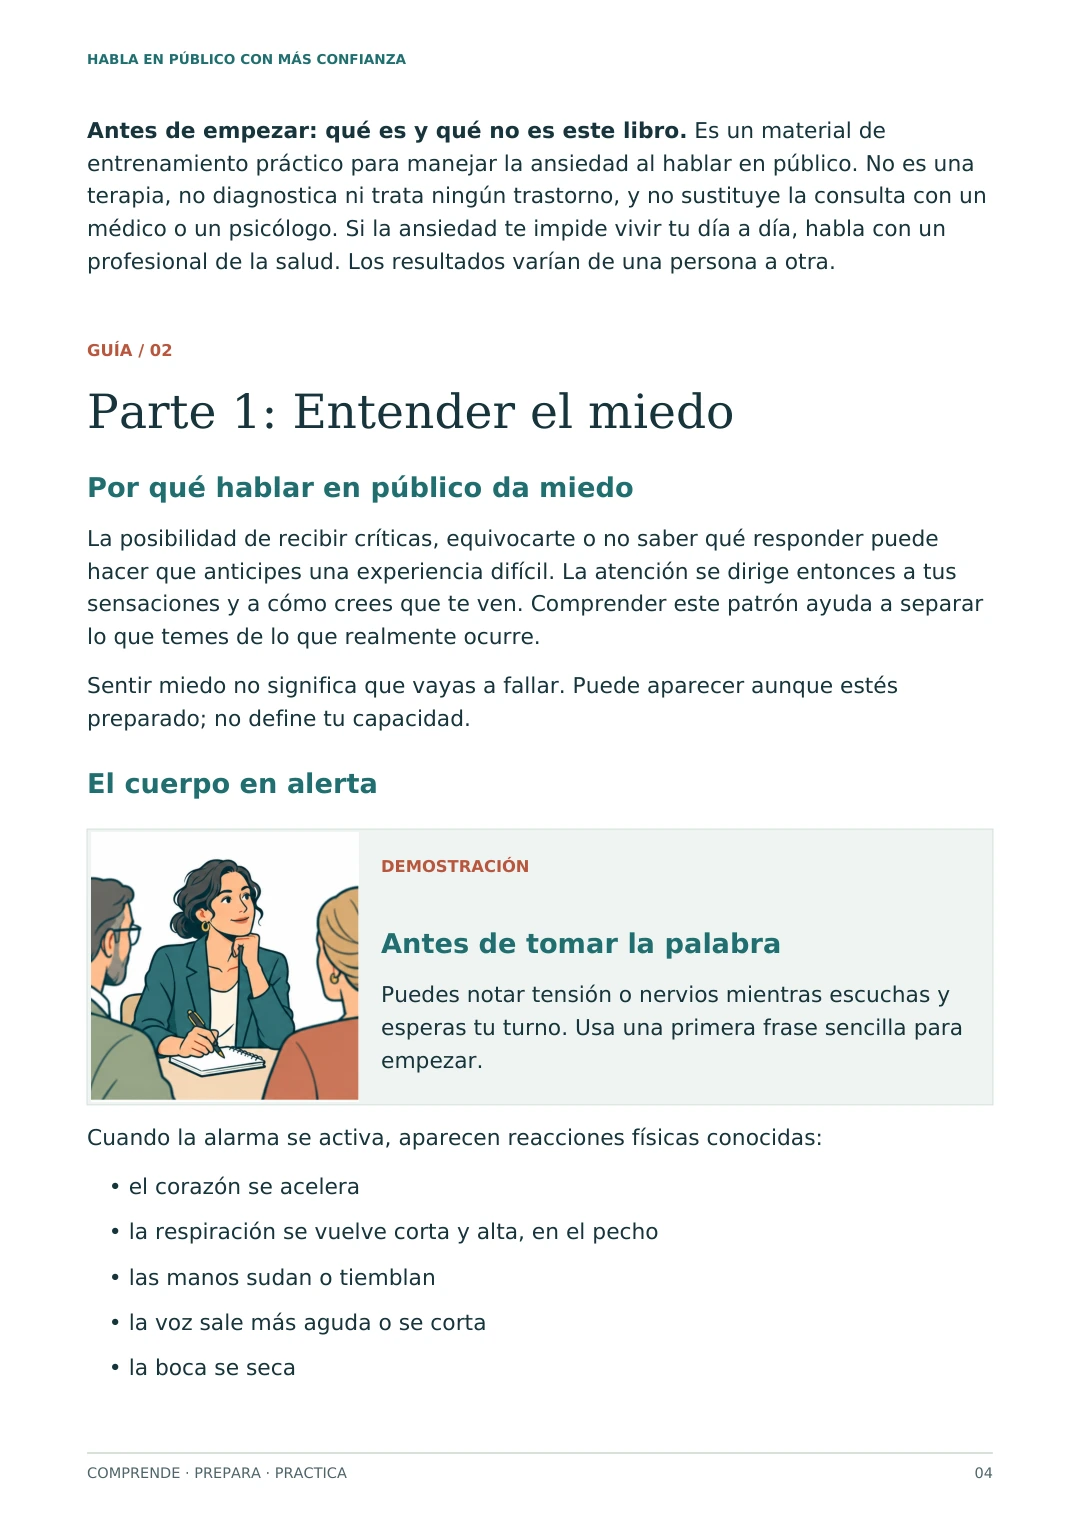 HABLA EN PÚBLICO CON MÁS CONFIANZA
Antes de empezar: qué es y qué no es este libro. Es un material de
entrenamiento práctico para manejar la ansiedad al hablar en público. No es una
terapia, no diagnostica ni trata ningún trastorno, y no sustituye la consulta con un
médico o un psicólogo. Si la ansiedad te impide vivir tu día a día, habla con un
profesional de la salud. Los resultados varían de una persona a otra.
GUÍA / 02
Parte 1: Entender el miedo
Por qué hablar en público da miedo
La posibilidad de recibir críticas, equivocarte o no saber qué responder puede
hacer que anticipes una experiencia difícil. La atención se dirige entonces a tus
sensaciones y a cómo crees que te ven. Comprender este patrón ayuda a separar
lo que temes de lo que realmente ocurre.
Sentir miedo no significa que vayas a fallar. Puede aparecer aunque estés
preparado; no define tu capacidad.
El cuerpo en alerta
DEMOSTRACIÓN
Antes de tomar la palabra
Puedes notar tensión o nervios mientras escuchas y
esperas tu turno. Usa una primera frase sencilla para
empezar.
Cuando la alarma se activa, aparecen reacciones físicas conocidas:
• el corazón se acelera
• la respiración se vuelve corta y alta, en el pecho
• las manos sudan o tiemblan
• la voz sale más aguda o se corta
• la boca se seca
COMPRENDE · PREPARA · PRACTICA
04